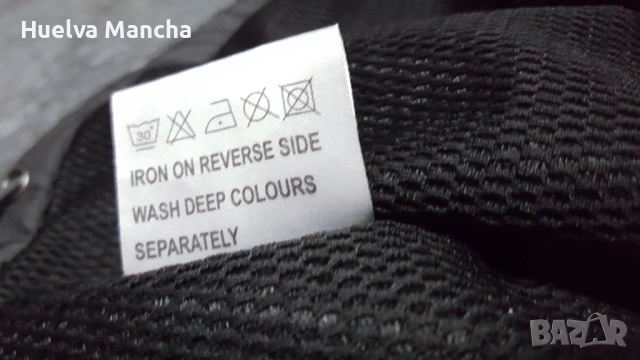 Huelva Mancha
30°
IRON ON REVERSE SIDE
WASH DEEP COLOURS
SEPARATELY
BAZAR